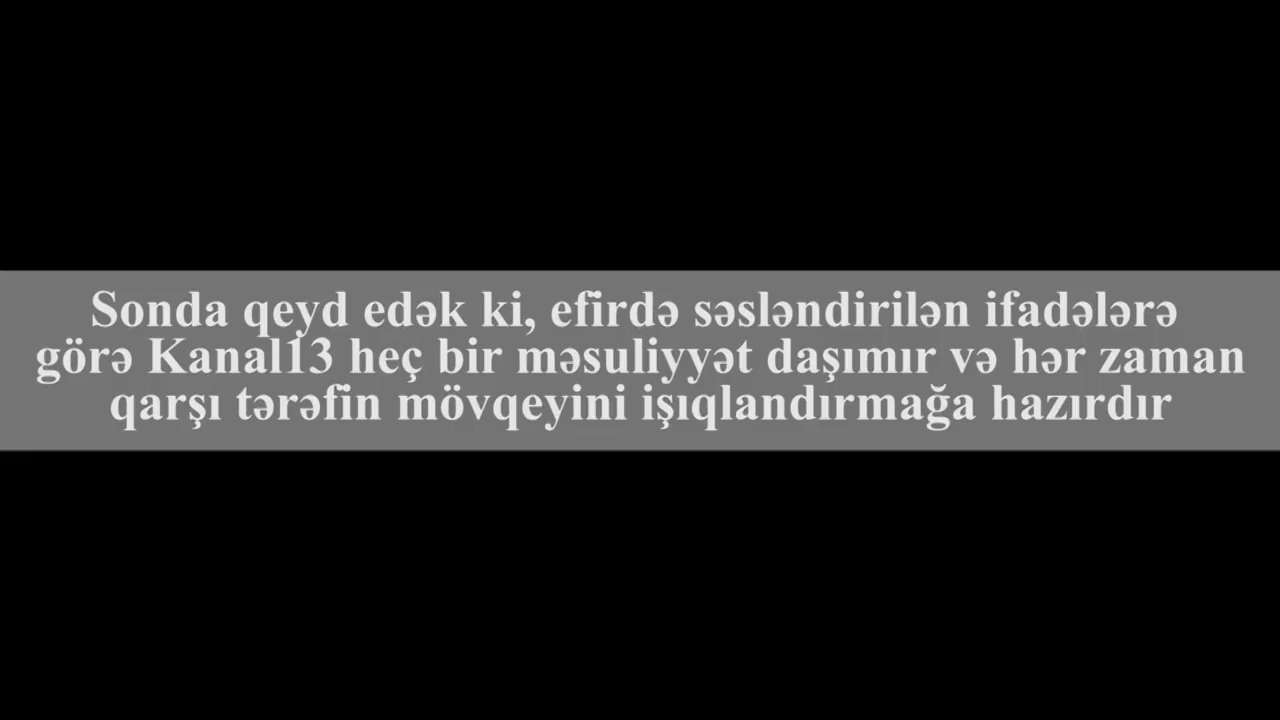 Sonda qeyd edək ki, efirdə səsləndirilən ifadələrə
görə Kanal13 heç bir məsuliyyət daşımır və hər zaman
qarşı tərəfin mövqeyini işıqlandırmağa hazırdır